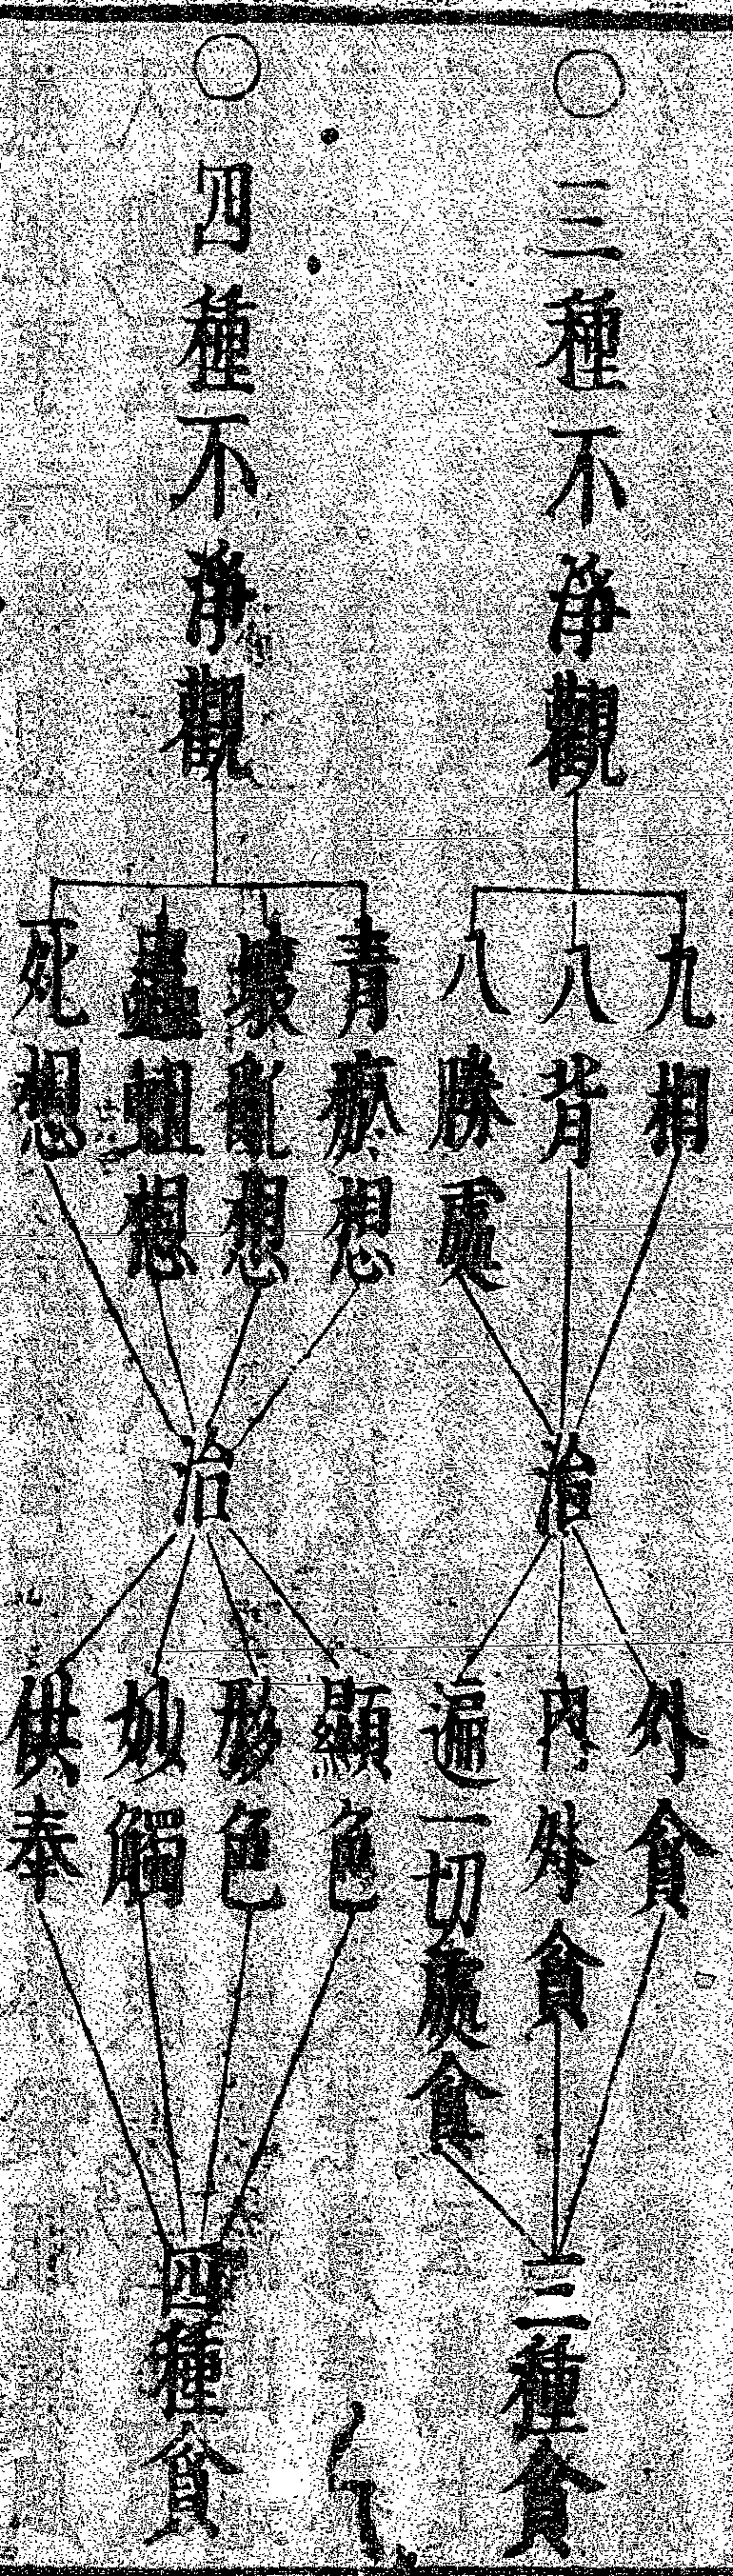 ○三種不淨觀
九相
八背
八勝處
治
外貪
內外貪
遍一切處貪
三種貪
○四種不淨觀
青瘀想
壞亂想
蟲蛆想
死想
治
顯色
形色
妙觸
供奉
四種貪